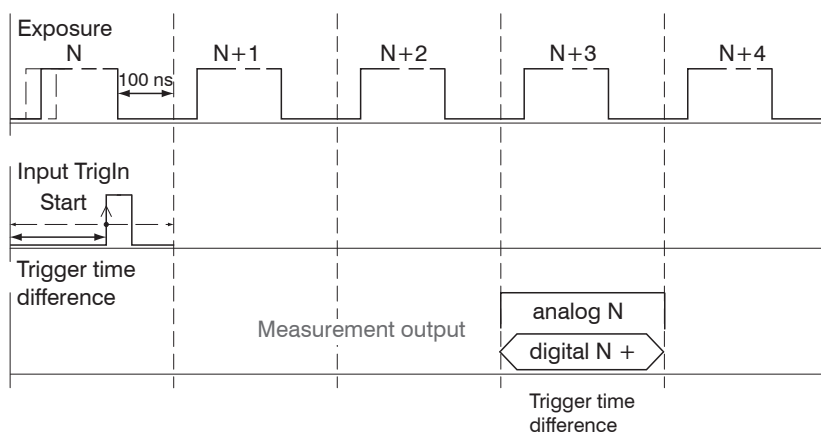 Exposure
N
N+1
N+2
N+3
N+4
100 ns
Input TrigIn
Start
Trigger time
difference
Measurement output
analog N
digital N +
Trigger time
difference